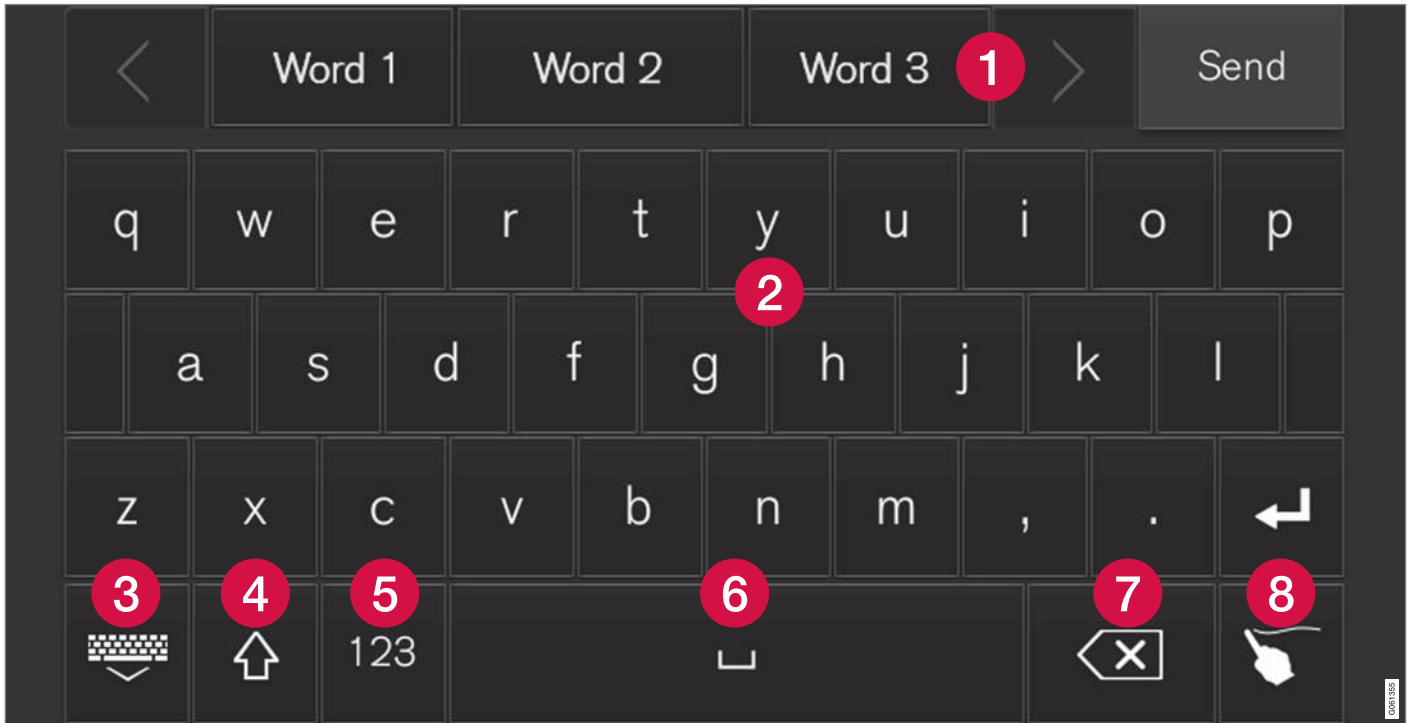 Word 1 Word 2 Word 3 1 Send
q w e r t y u i o p
2
a s d f g h j k l
z x c v b n m , .
3 4 5 6 7 8
123
G061355